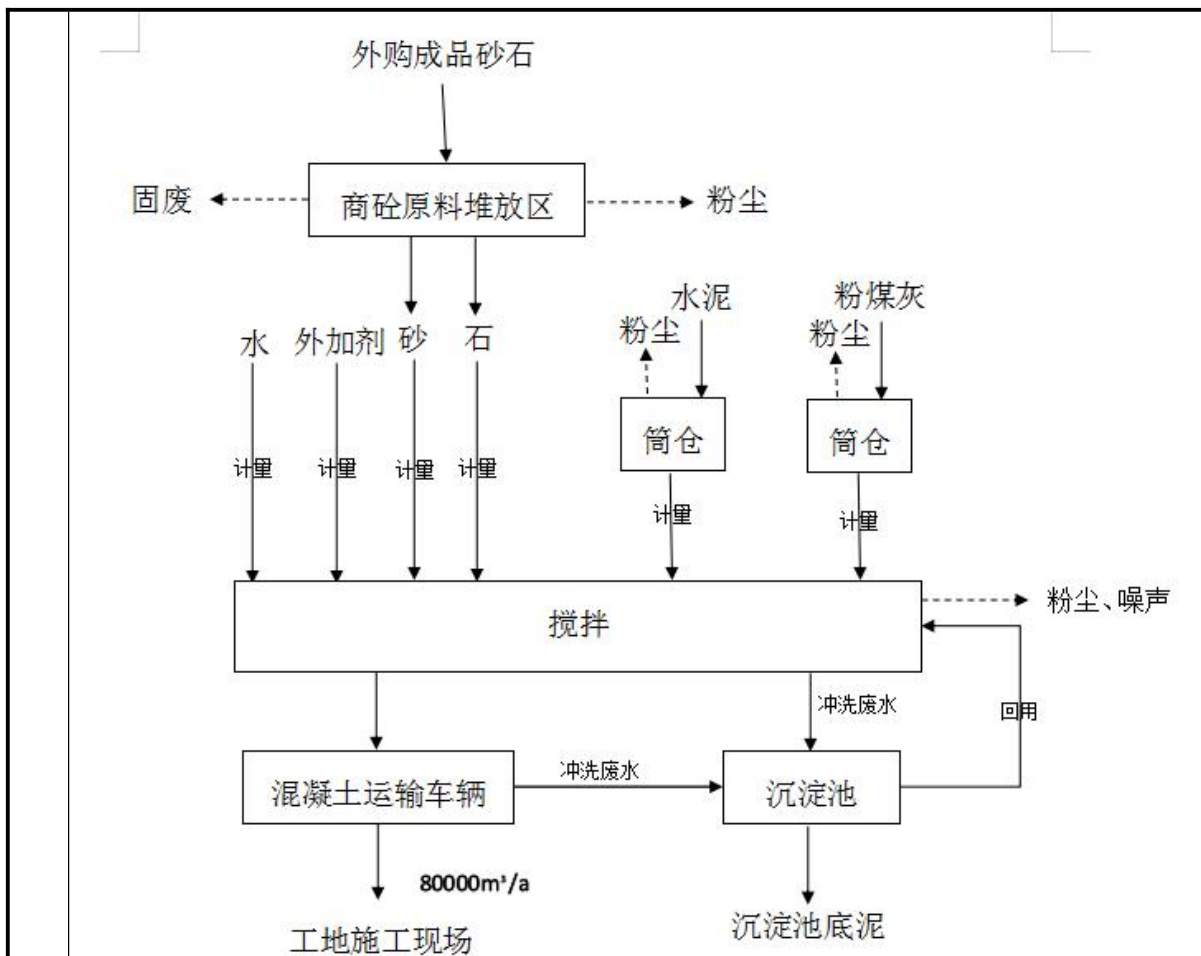 外购成品砂石
固废
商砼原料堆放区
粉尘
水泥
粉煤灰
水
外加剂
砂
石
粉尘
粉尘
筒仓
筒仓
计量
计量
计量
计量
计量
计量
搅拌
粉尘、噪声
冲洗废水
回用
混凝土运输车辆
冲洗废水
沉淀池
80000m³/a
工地施工现场
沉淀池底泥